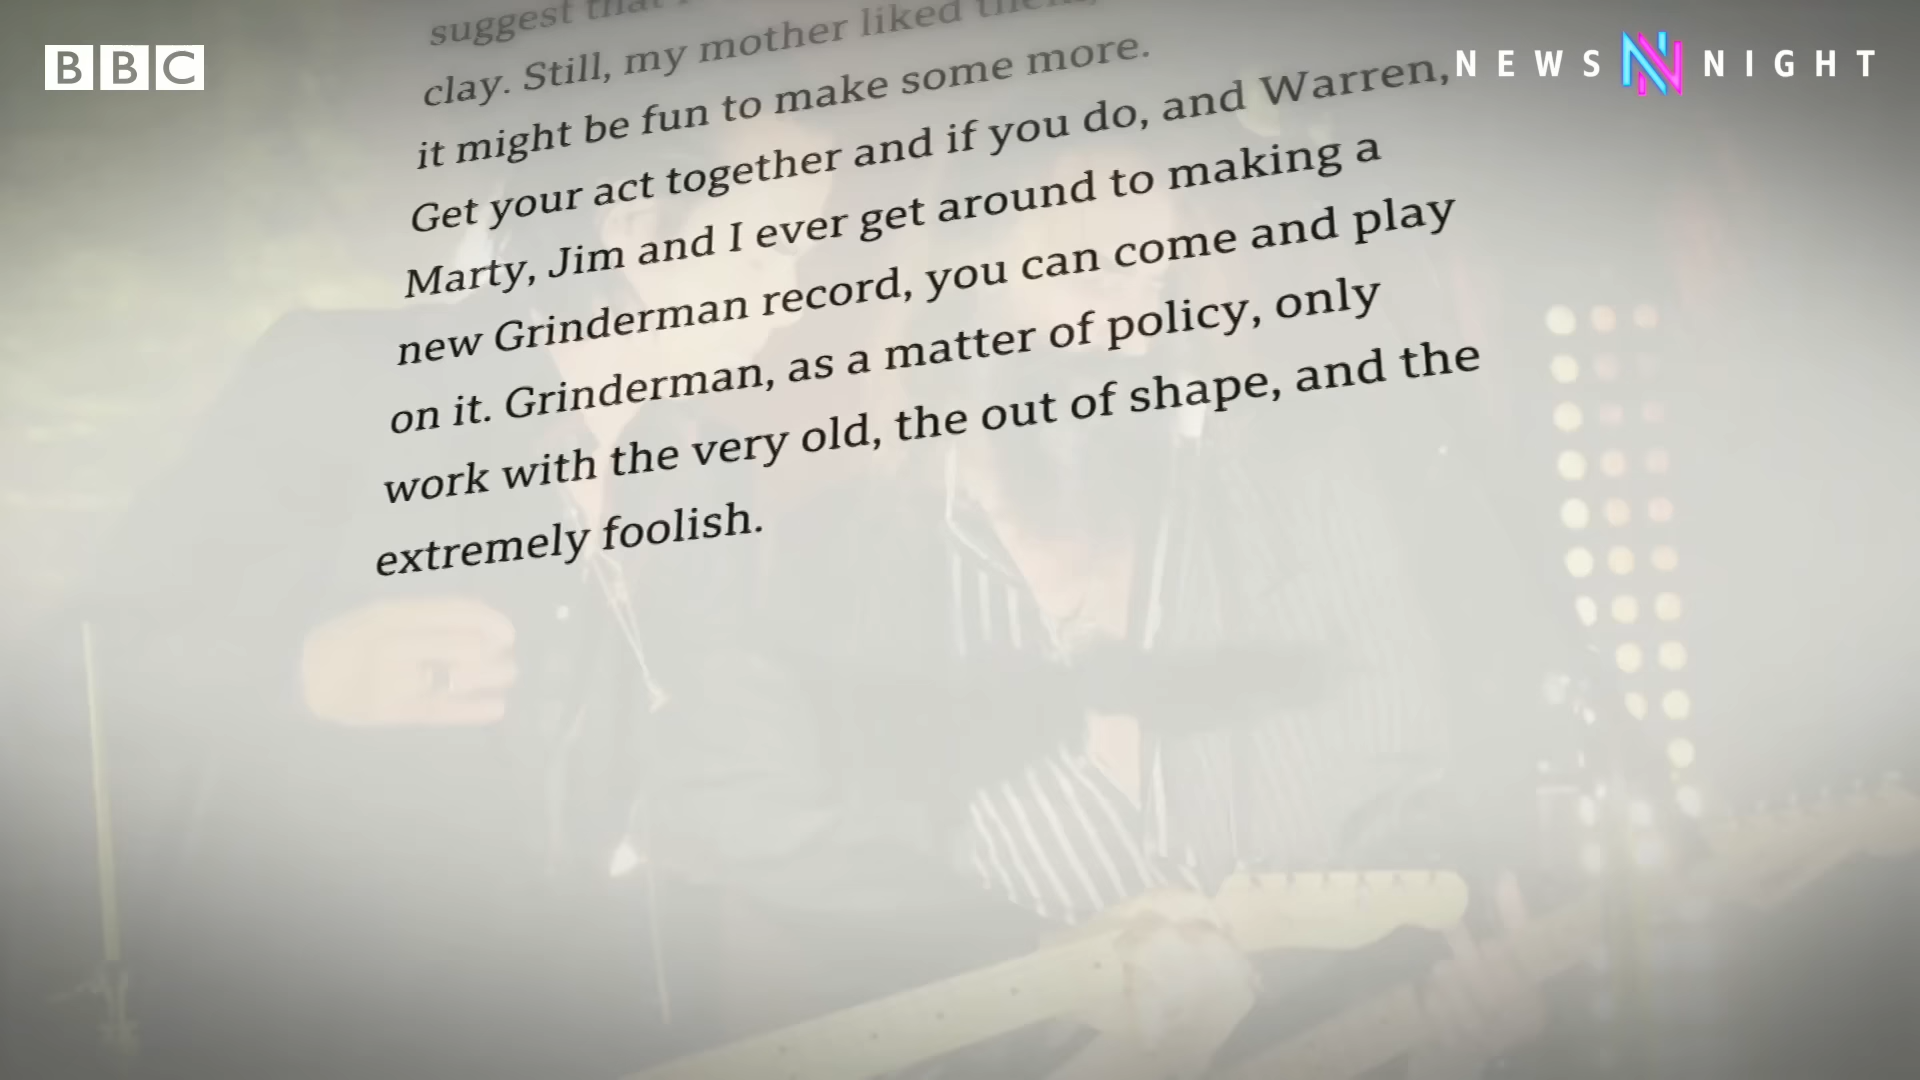 BBC
NEWS NIGHT
suggest that
clay. Still, my mother liked them,
it might be fun to make some more.
Get your act together and if you do, and Warren,
Marty, Jim and I ever get around to making a
new Grinderman record, you can come and play
on it. Grinderman, as a matter of policy, only
work with the very old, the out of shape, and the
extremely foolish.